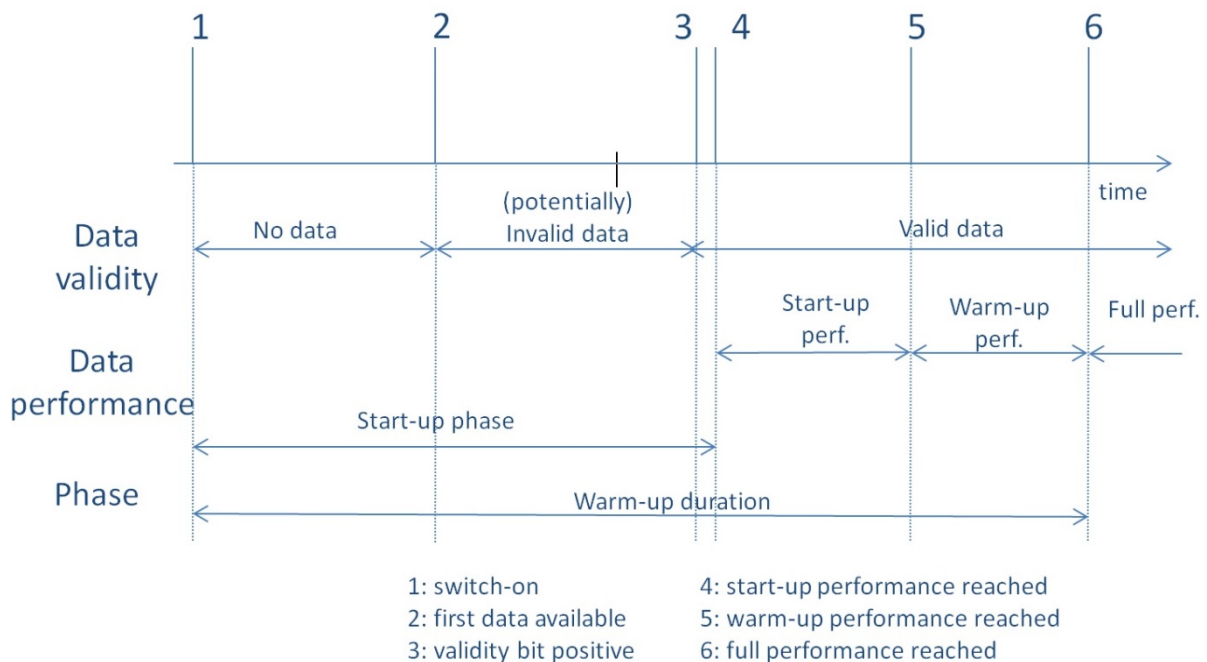 1
2
3
4
5
6
time
Data
validity
No data
(potentially)
Invalid data
Valid data
Data
performance
Start-up
perf.
Warm-up
perf.
Full perf.
Start-up phase
Phase
Warm-up duration
1: switch-on
2: first data available
3: validity bit positive
4: start-up performance reached
5: warm-up performance reached
6: full performance reached